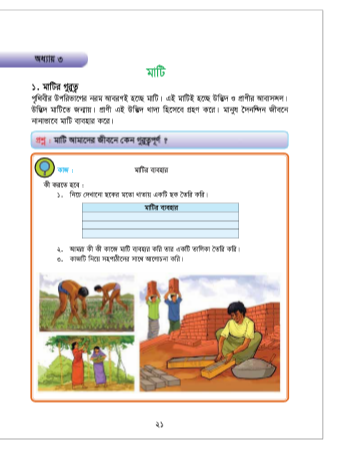 অধ্যায় ৩
মাটি
১. মাটির গুরুত্ব
পৃথিবীর উপরিভাগের নরম আবরণই হচ্ছে মাটি। এই মাটিই হচ্ছে উদ্ভিদ ও প্রাণীর আবাসস্থল।
উদ্ভিদ মাটিতে জন্মায়। প্রাণী এই উদ্ভিদ খাদ্য হিসেবে গ্রহণ করে। মানুষ দৈনন্দিন জীবনে
নানাভাবে মাটি ব্যবহার করে।
প্রশ্ন : মাটি আমাদের জীবনে কেন গুরুত্বপূর্ণ ?
কাজ : মাটির ব্যবহার
কী করতে হবে :
১. নিচে দেখানো ছকের মতো খাতায় একটি ছক তৈরি করি।
মাটির ব্যবহার
২. আমরা কী কী কাজে মাটি ব্যবহার করি তার একটি তালিকা তৈরি করি।
৩. কাজটি নিয়ে সহপাঠীদের সাথে আলোচনা করি।
২১